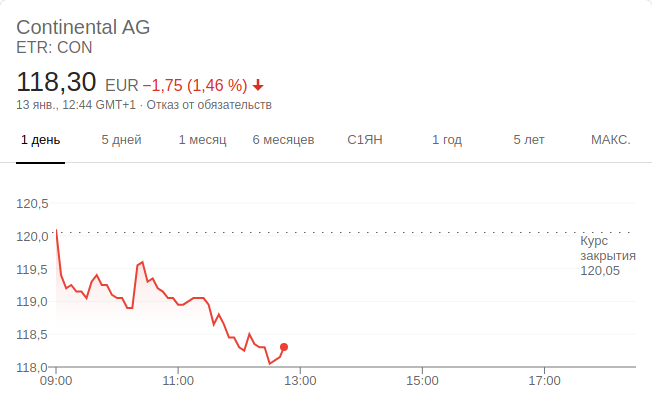 Continental AG
ETR: CON
118,30 EUR −1,75 (1,46 %)
13 янв., 12:44 GMT+1 · Отказ от обязательств
1 день 5 дней 1 месяц 6 месяцев С1ЯН 1 год 5 лет МАКС.
120,5
120,0
Курс
закрытия
119,5
120,05
119,0
118,5
118,0
09:00 11:00 13:00 15:00 17:00